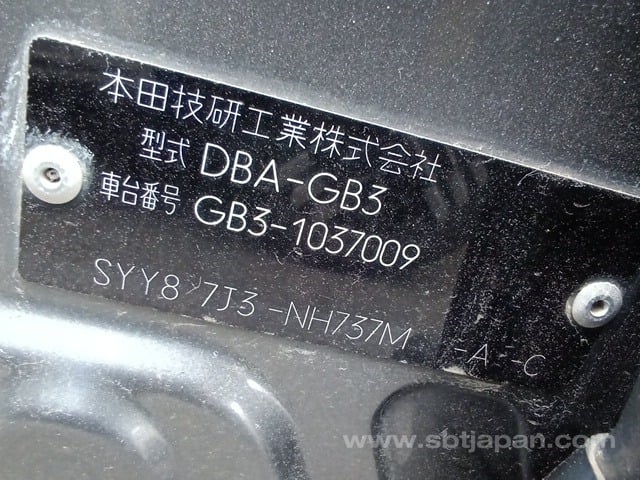 本田技研工業株式会社
型式 DBA-GB3
車台番号 GB3-1037009
SYY8 7J3 -NH737M -A -C
www.sbtjapan.com